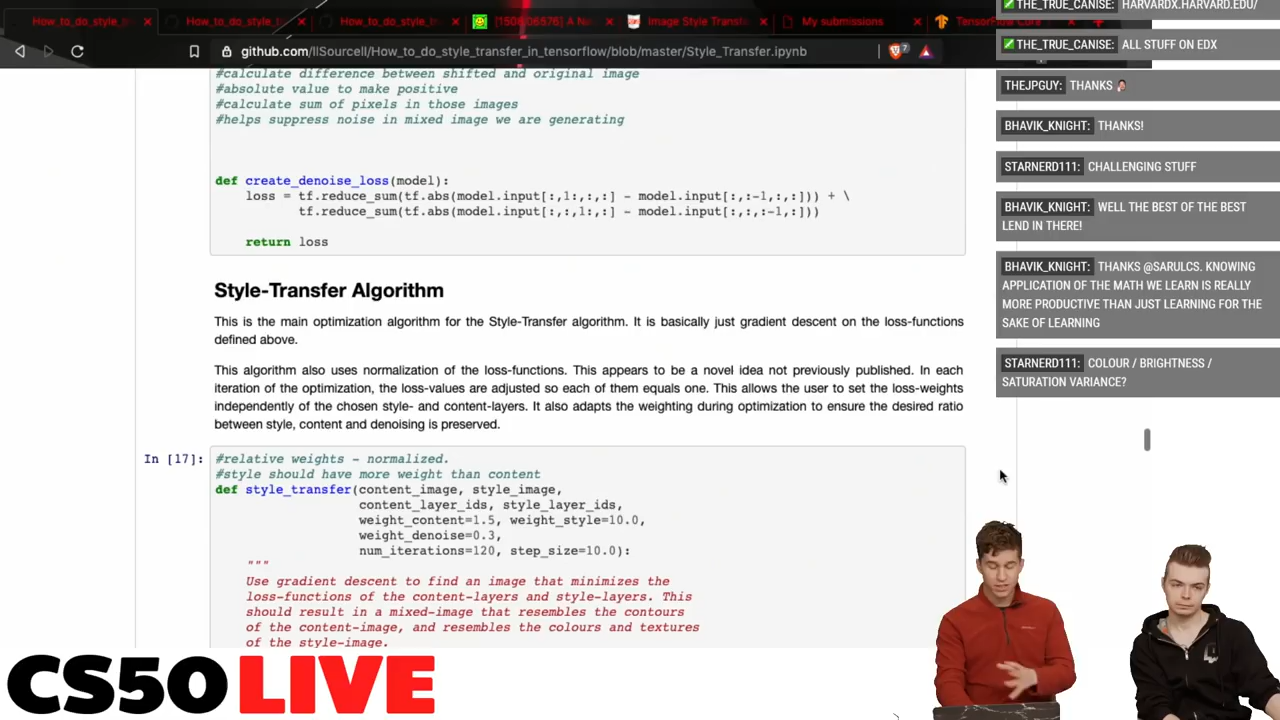 How_to_do_style_
How_to_do_style_t
How_to_do_style_tr
[1508.06576] A N
Image Style Transf
My submissions
TensorFlow Cora
github.com/llSourcell/How_to_do_style_transfer_in_tensorflow/blob/master/Style_Transfer.ipynb
7
#calculate difference between shifted and original image
#absolute value to make positive
#calculate sum of pixels in those images
#helps suppress noise in mixed image we are generating
def create_denoise_loss(model):
loss = tf.reduce_sum(tf.abs(model.input[:,1:,:,:] - model.input[:,:-1,:,:])) + \
tf.reduce_sum(tf.abs(model.input[:,:,1:,:] - model.input[:,:,:-1,:]))
return loss
Style-Transfer Algorithm
This is the main optimization algorithm for the Style-Transfer algorithm. It is basically just gradient descent on the loss-functions
defined above.
This algorithm also uses normalization of the loss-functions. This appears to be a novel idea not previously published. In each
iteration of the optimization, the loss-values are adjusted so each of them equals one. This allows the user to set the loss-weights
independently of the chosen style- and content-layers. It also adapts the weighting during optimization to ensure the desired ratio
between style, content and denoising is preserved.
In [17]:
#relative weights - normalized.
#style should have more weight than content
def style_transfer(content_image, style_image,
content_layer_ids, style_layer_ids,
weight_content=1.5, weight_style=10.0,
weight_denoise=0.3,
num_iterations=120, step_size=10.0):
"""
Use gradient descent to find an image that minimizes the
loss-functions of the content-layers and style-layers. This
should result in a mixed-image that resembles the contours
of the content-image, and resembles the colours and textures
of the style-image.
THE_TRUE_CANISE: HARVARDX.HARVARD.EDU/
THE_TRUE_CANISE: ALL STUFF ON EDX
THEJPGUY: THANKS
BHAVIK_KNIGHT: THANKS!
STARNERD111: CHALLENGING STUFF
BHAVIK_KNIGHT: WELL THE BEST OF THE BEST
LEND IN THERE!
BHAVIK_KNIGHT: THANKS @SARULCS. KNOWING
APPLICATION OF THE MATH WE LEARN IS REALLY
MORE PRODUCTIVE THAN JUST LEARNING FOR THE
SAKE OF LEARNING
STARNERD111: COLOUR / BRIGHTNESS /
SATURATION VARIANCE?
CS50 LIVE